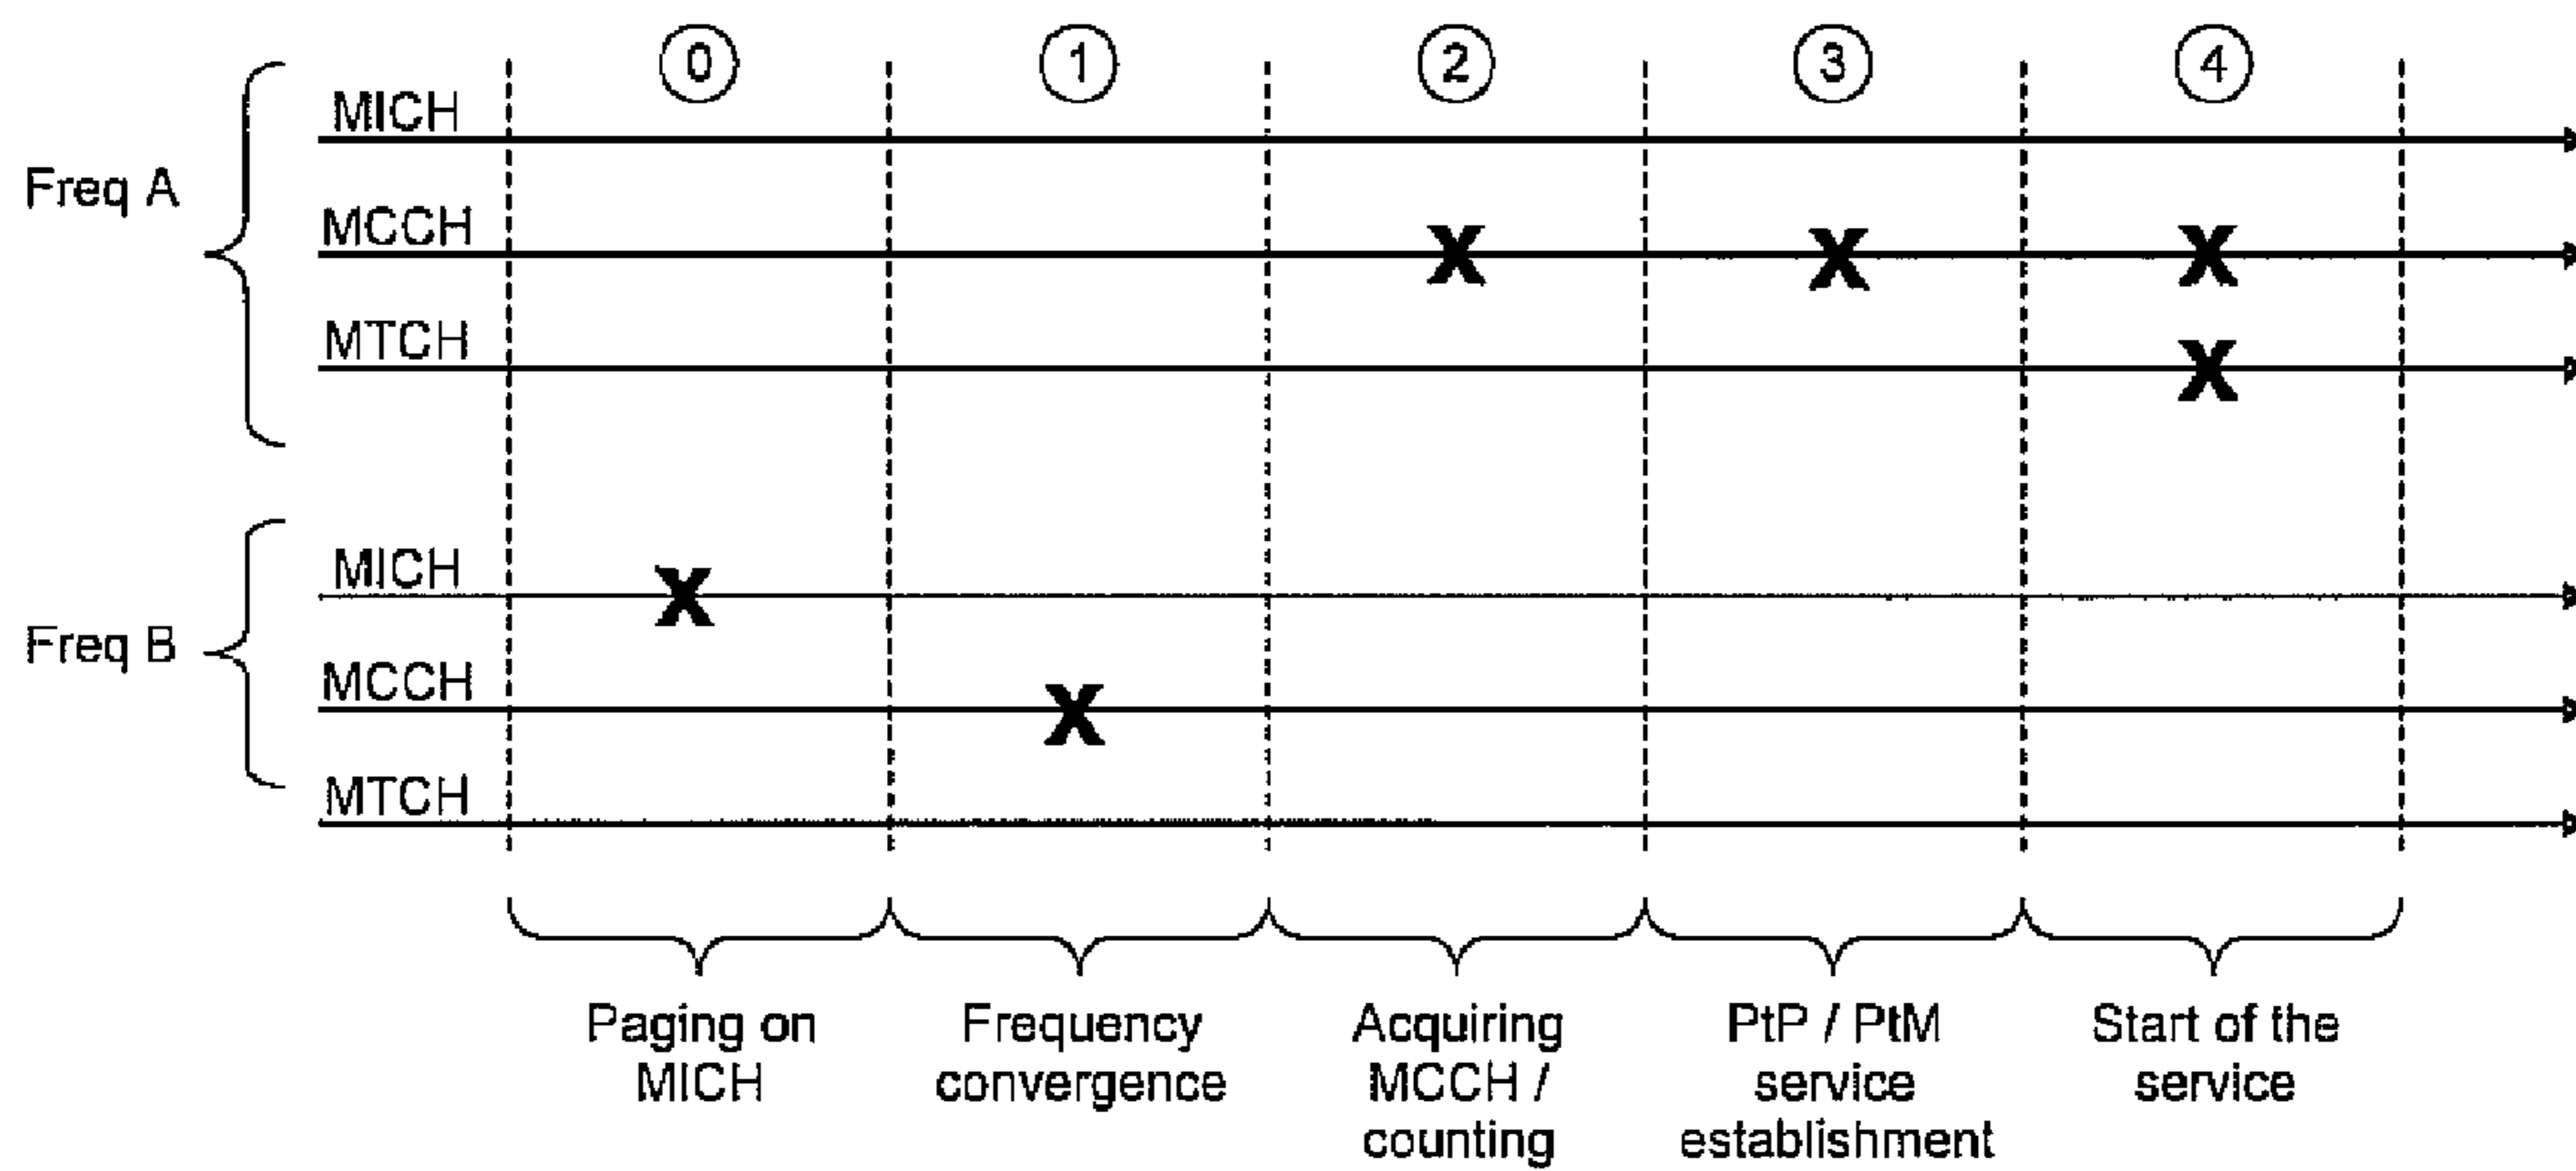 0 1 2 3 4
MICH
Freq A
MCCH
MTCH
MICH
Freq B
MCCH
MTCH
Paging on
MICH
Frequency
convergence
Acquiring
MCCH /
counting
PtP / PtM
service
establishment
Start of the
service